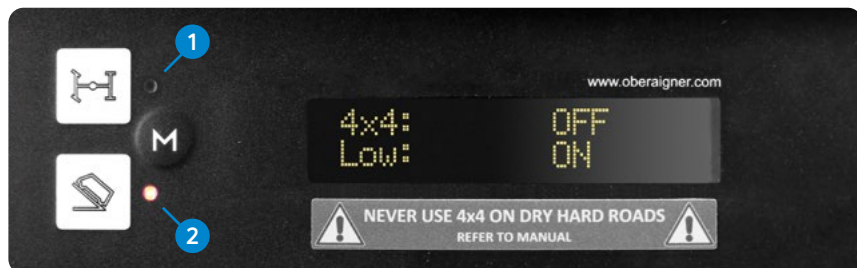 1
www.oberaigner.com
4x4: OFF
M
Low: ON
2
NEVER USE 4x4 ON DRY HARD ROADS
REFER TO MANUAL